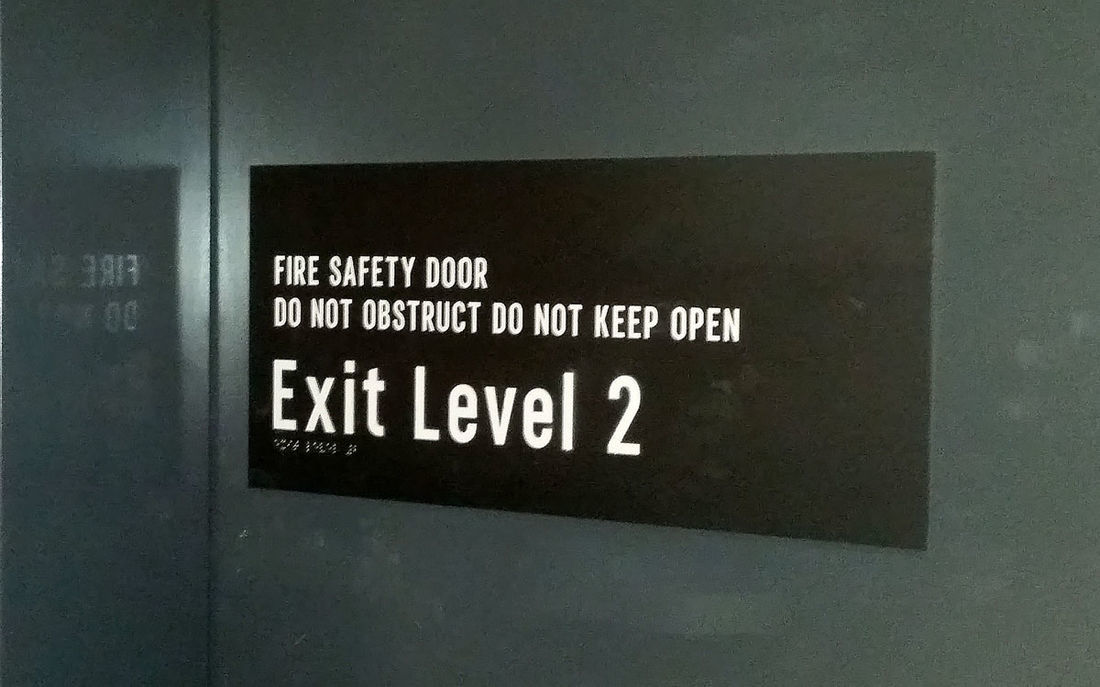 FIRE SAFETY DOOR
DO NOT OBSTRUCT DO NOT KEEP OPEN
Exit Level 2